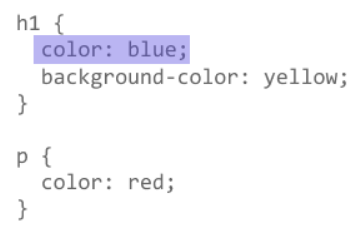 h1 {
  color: blue;
  background-color: yellow;
}

p {
  color: red;
}